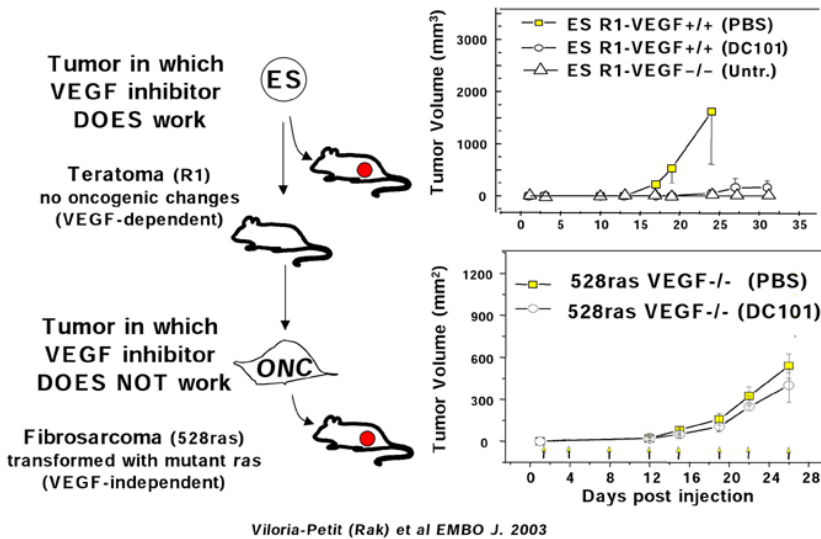 Tumor in which
VEGF inhibitor
DOES work
ES
Teratoma (R1)
no oncogenic changes
(VEGF-dependent)
Tumor in which
VEGF inhibitor
DOES NOT work
ONC
Fibrosarcoma (528ras)
transformed with mutant ras
(VEGF-independent)
ES R1-VEGF+/+ (PBS)
ES R1-VEGF+/+ (DC101)
ES R1-VEGF−/− (Untr.)
Tumor Volume (mm³)
3000
2000
1000
0
0 5 10 15 20 25 30 35
528ras VEGF-/- (PBS)
528ras VEGF-/- (DC101)
Tumor Volume (mm²)
1200
900
600
300
0
0 4 8 12 16 20 24 28
Days post injection
Viloria-Petit (Rak) et al EMBO J. 2003